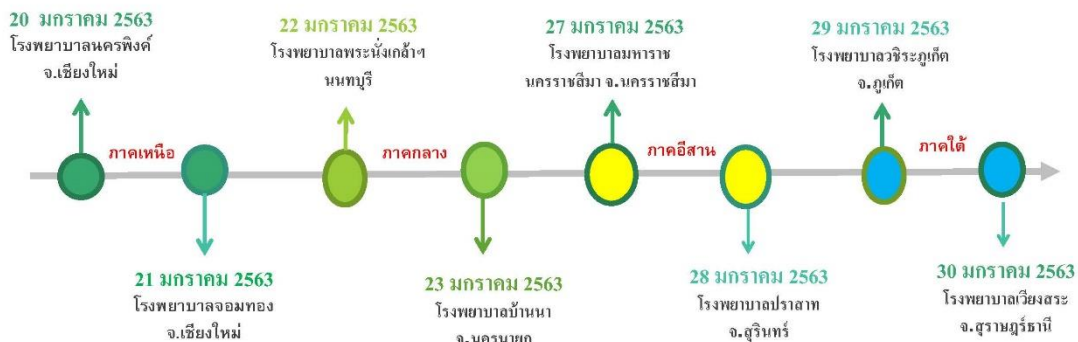 20 มกราคม 2563
โรงพยาบาลนครพิงค์
จ.เชียงใหม่
22 มกราคม 2563
โรงพยาบาลพระนั่งเกล้าฯ
นนทบุรี
27 มกราคม 2563
โรงพยาบาลมหาราช
นครราชสีมา จ.นครราชสีมา
29 มกราคม 2563
โรงพยาบาลวชิระภูเก็ต
จ.ภูเก็ต
ภาคเหนือ
ภาคกลาง
ภาคอีสาน
ภาคใต้
21 มกราคม 2563
โรงพยาบาลจอมทอง
จ.เชียงใหม่
23 มกราคม 2563
โรงพยาบาลบ้านนา
จ.นครนายก
28 มกราคม 2563
โรงพยาบาลปราสาท
จ.สุรินทร์
30 มกราคม 2563
โรงพยาบาลเวียงสระ
จ.สุราษฎร์ธานี